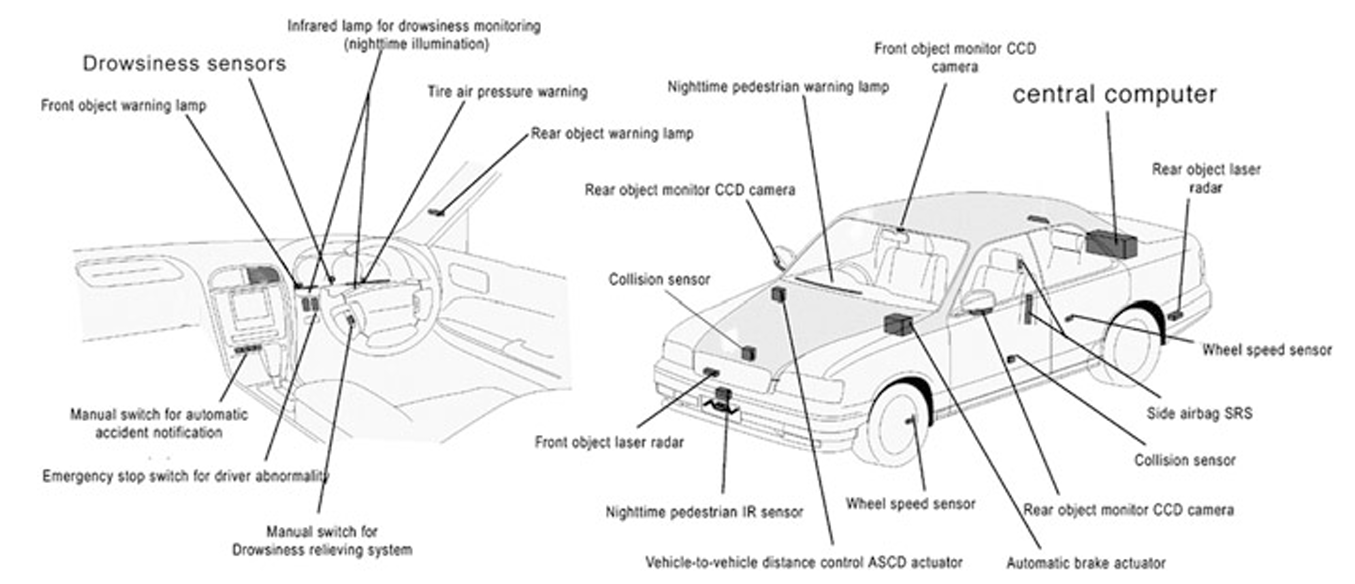 Infrared lamp for drowsiness monitoring
(nighttime illumination)
Drowsiness sensors
Tire air pressure warning
Front object warning lamp
Rear object warning lamp
Manual switch for automatic
accident notification
Emergency stop switch for driver abnormality
Manual switch for
Drowsiness relieving system
Front object monitor CCD
camera
Nighttime pedestrian warning lamp
central computer
Rear object laser
radar
Rear object monitor CCD camera
Collision sensor
Wheel speed sensor
Side airbag SRS
Front object laser radar
Collision sensor
Nighttime pedestrian IR sensor
Wheel speed sensor
Rear object monitor CCD camera
Vehicle-to-vehicle distance control ASCD actuator
Automatic brake actuator